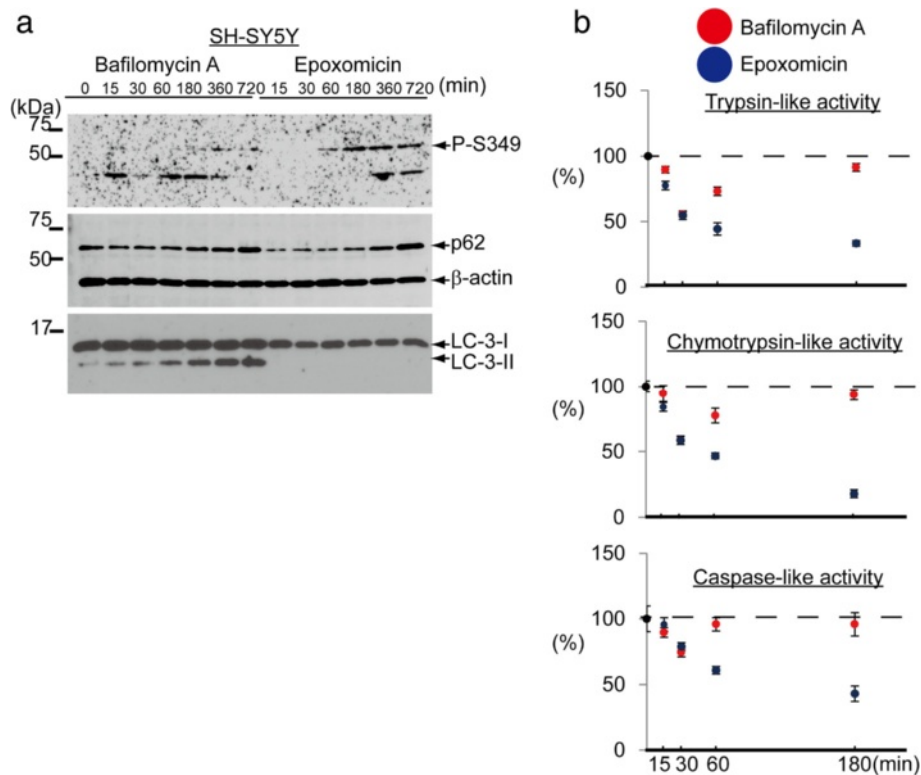 a
SH-SY5Y
Bafilomycin A Epoxomicin
0 15 30 60 180 360 720 15 30 60 180 360 720 (min)
(kDa)
75
50
P-S349
75
50
p62
β-actin
17
LC-3-I
LC-3-II
b
Bafilomycin A
Epoxomicin
Trypsin-like activity
150
100
(%)
50
0
Chymotrypsin-like activity
150
100
(%)
50
0
Caspase-like activity
150
100
(%)
50
0
15 30 60 180(min)